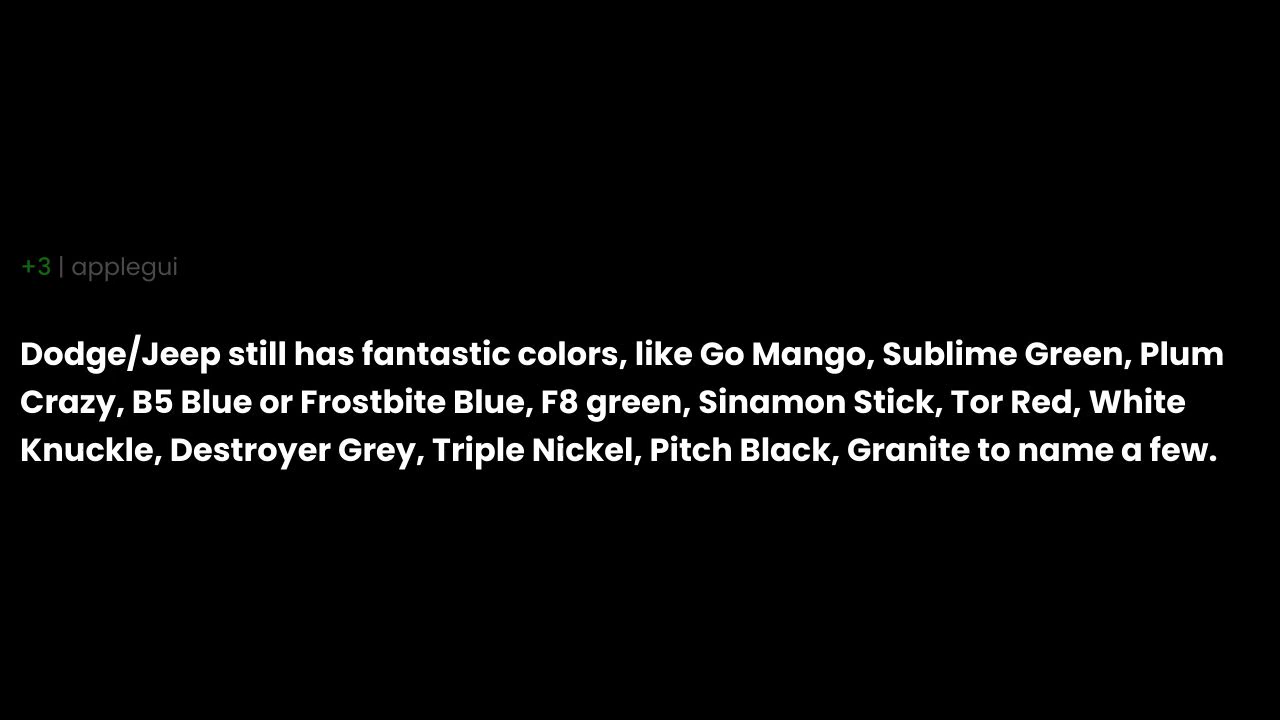 +3 | applegui
Dodge/Jeep still has fantastic colors, like Go Mango, Sublime Green, Plum
Crazy, B5 Blue or Frostbite Blue, F8 green, Sinamon Stick, Tor Red, White
Knuckle, Destroyer Grey, Triple Nickel, Pitch Black, Granite to name a few.